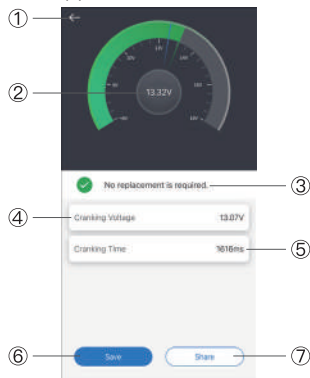 ①
②
13.32V
No replacement is required.
③
④
Cranking Voltage
13.07V
Cranking Time
1616ms
⑤
⑥
Save
Share
⑦